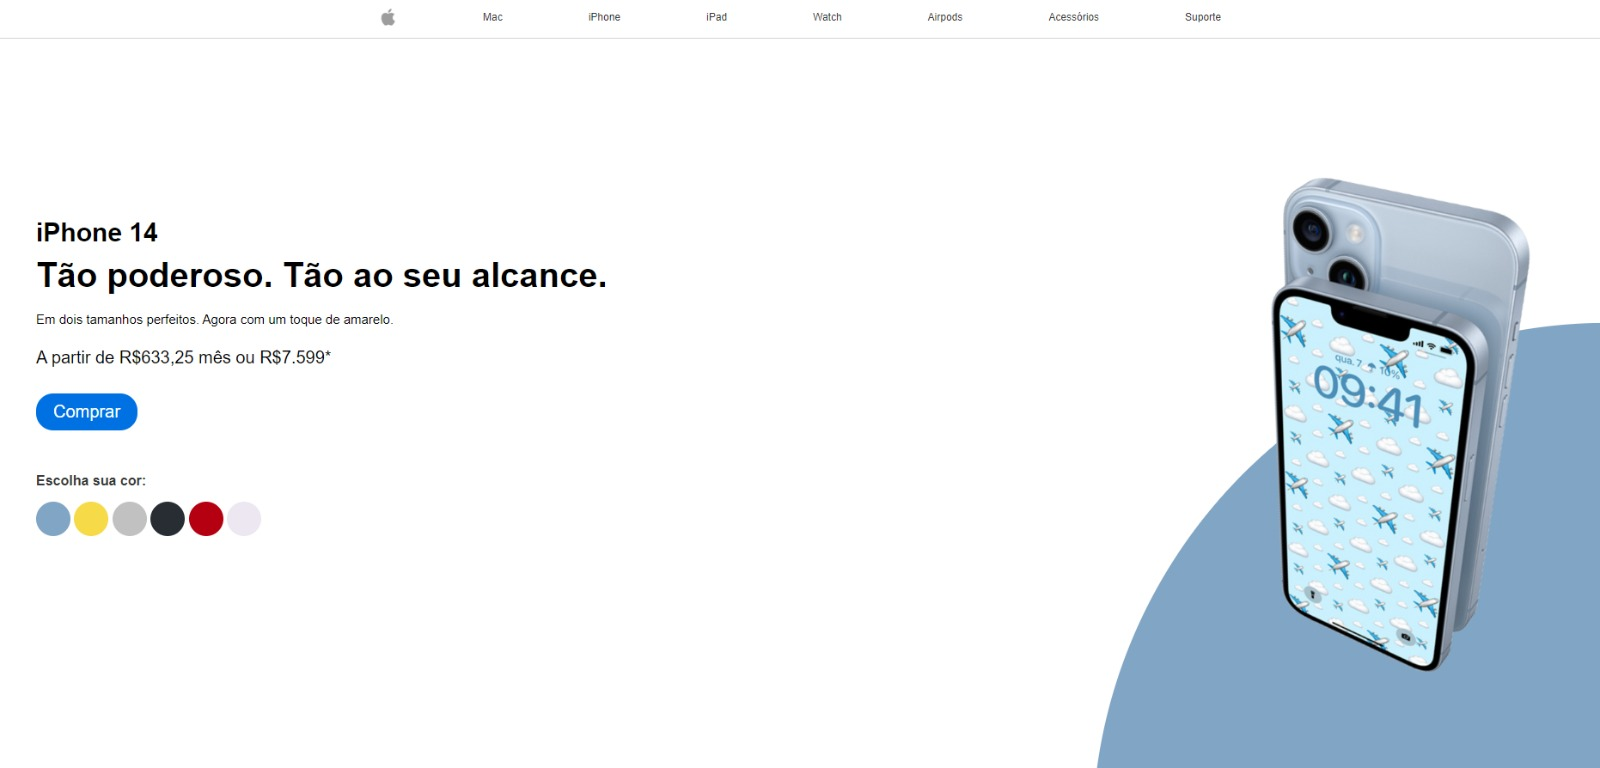 Mac iPhone iPad Watch Airpods Acessórios Suporte
iPhone 14
Tão poderoso. Tão ao seu alcance.
Em dois tamanhos perfeitos. Agora com um toque de amarelo.
A partir de R$633,25 mês ou R$7.599*
Comprar
Escolha sua cor:
qua. 7 10%
09:41